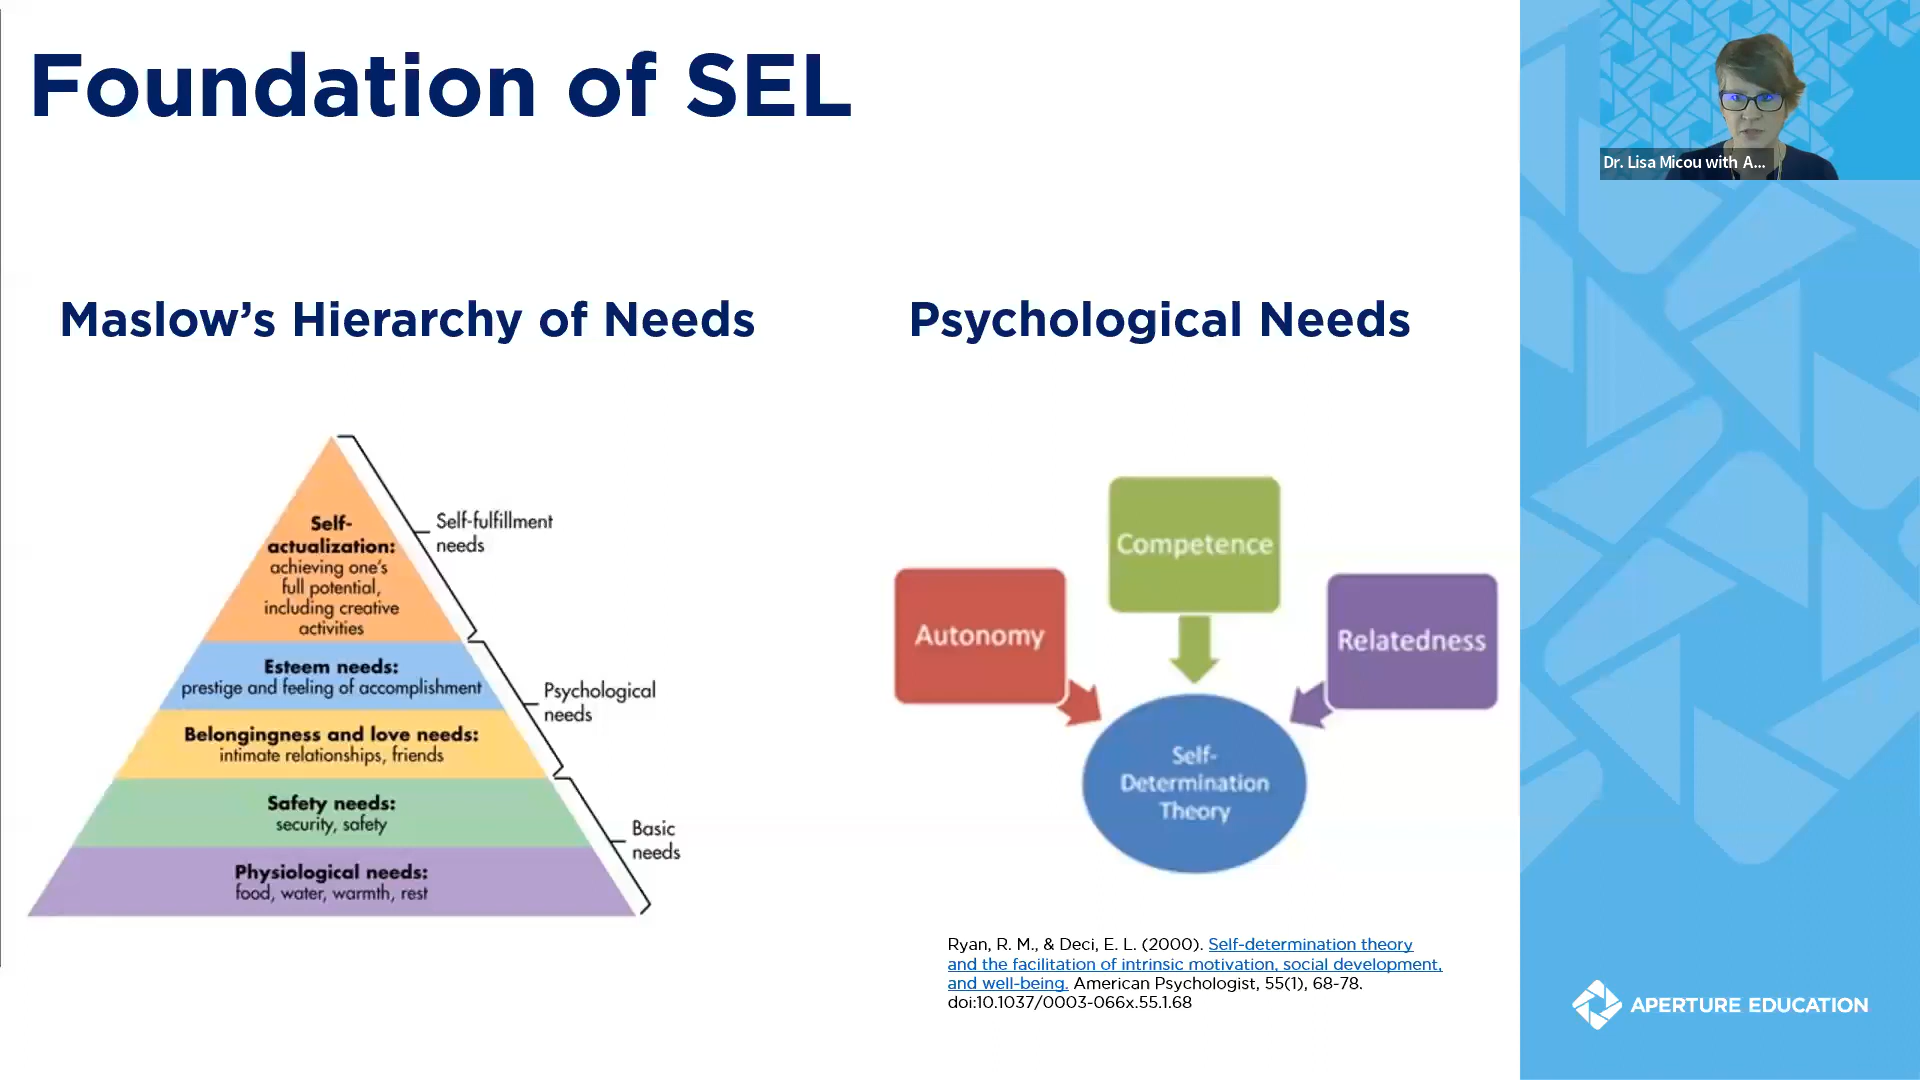 Foundation of SEL
Dr. Lisa Micou with A...
Maslow’s Hierarchy of Needs
Self-
actualization:
achieving one's
full potential,
including creative
activities
Esteem needs:
prestige and feeling of accomplishment
Belongingness and love needs:
intimate relationships, friends
Safety needs:
security, safety
Physiological needs:
food, water, warmth, rest
Self-fulfillment
needs
Psychological
needs
Basic
needs
Psychological Needs
Competence
Autonomy
Relatedness
Self-
Determination
Theory
Ryan, R. M., & Deci, E. L. (2000). Self-determination theory
and the facilitation of intrinsic motivation, social development,
and well-being. American Psychologist, 55(1), 68-78.
doi:10.1037/0003-066x.55.1.68
APERTURE EDUCATION